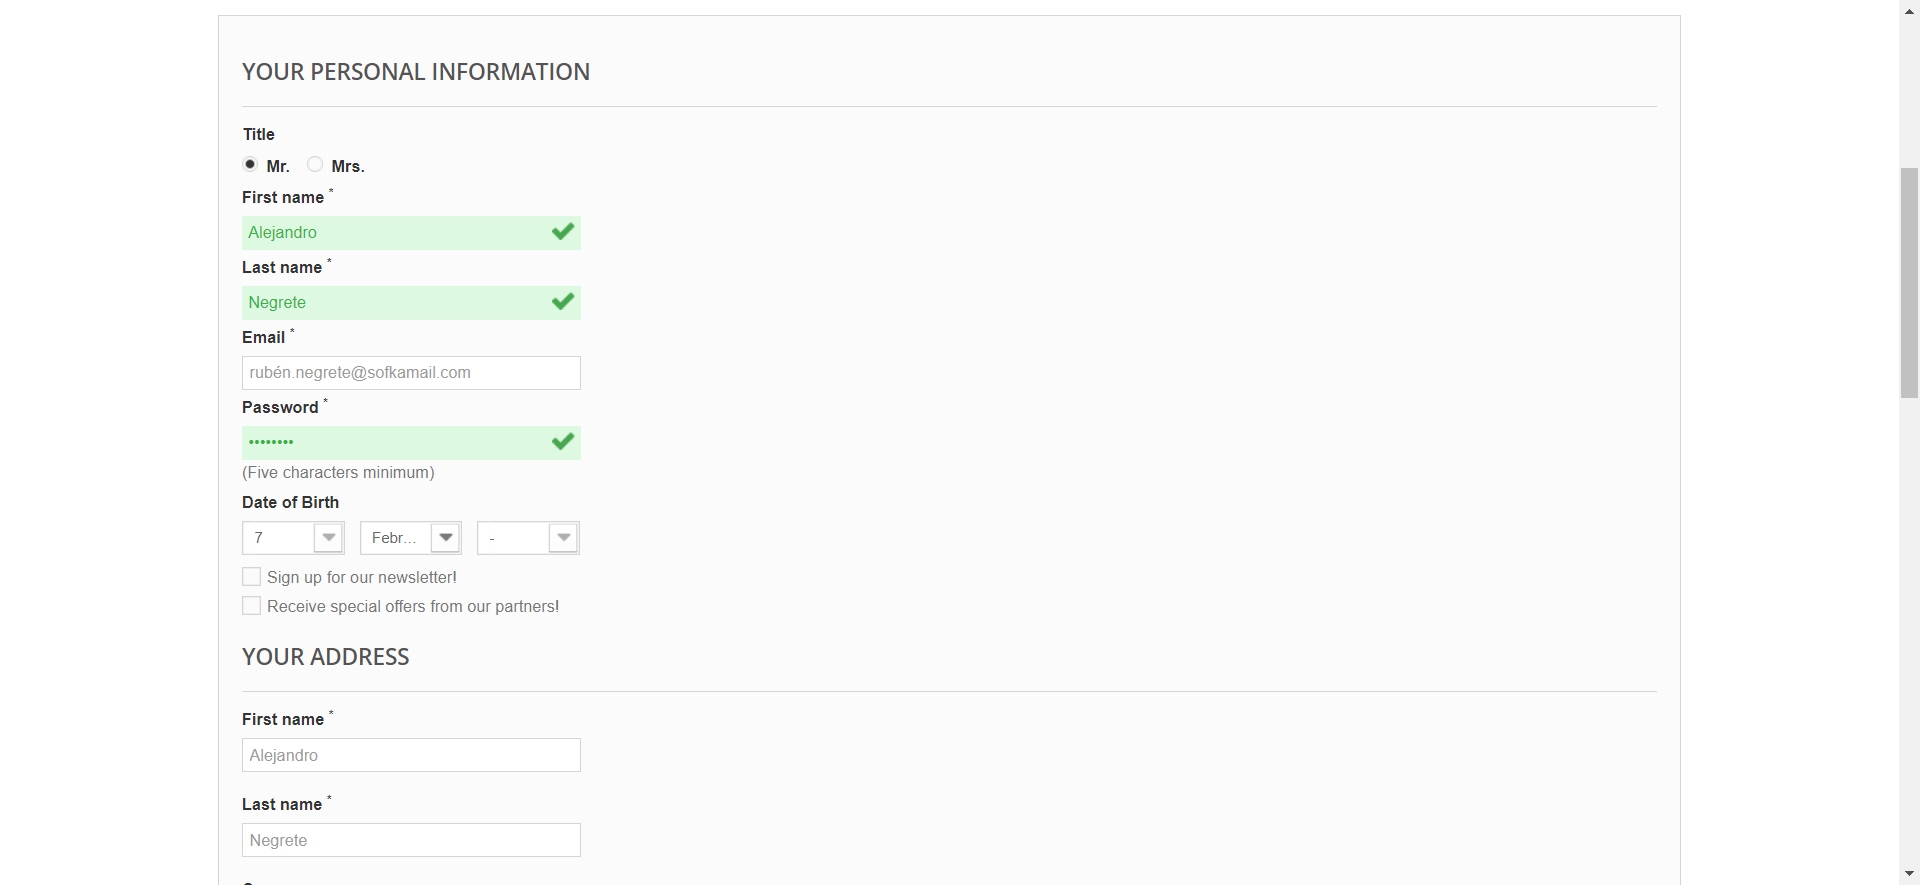 YOUR PERSONAL INFORMATION
Title
Mr. Mrs.
First name *
Alejandro
Last name *
Negrete
Email *
rubén.negrete@sofkamail.com
Password *
••••••••
(Five characters minimum)
Date of Birth
7 Febr... -
Sign up for our newsletter!
Receive special offers from our partners!
YOUR ADDRESS
First name *
Alejandro
Last name *
Negrete